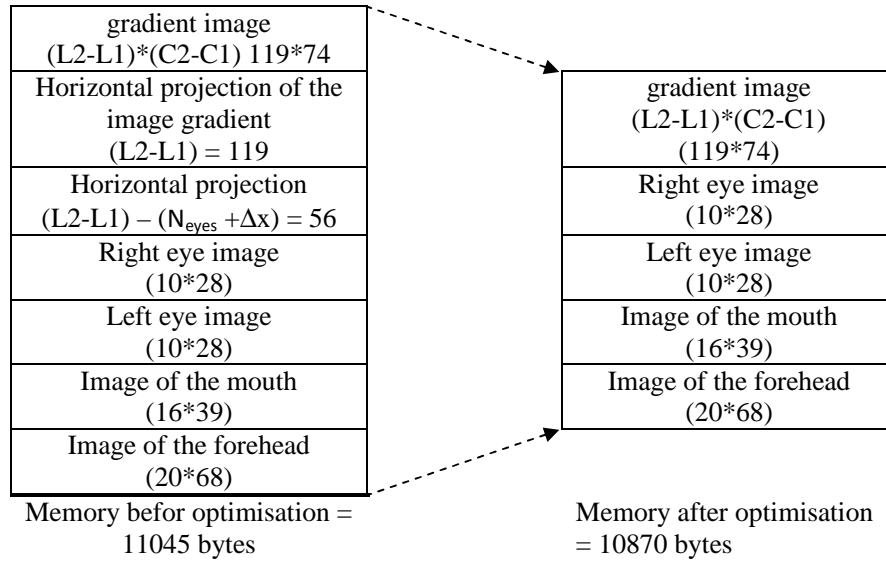 gradient image
(L2-L1)*(C2-C1) 119*74
Horizontal projection of the
image gradient
(L2-L1) = 119
Horizontal projection
(L2-L1) – (Neyes +Δx) = 56
Right eye image
(10*28)
Left eye image
(10*28)
Image of the mouth
(16*39)
Image of the forehead
(20*68)
Memory befor optimisation =
11045 bytes
gradient image
(L2-L1)*(C2-C1)
(119*74)
Right eye image
(10*28)
Left eye image
(10*28)
Image of the mouth
(16*39)
Image of the forehead
(20*68)
Memory after optimisation
= 10870 bytes